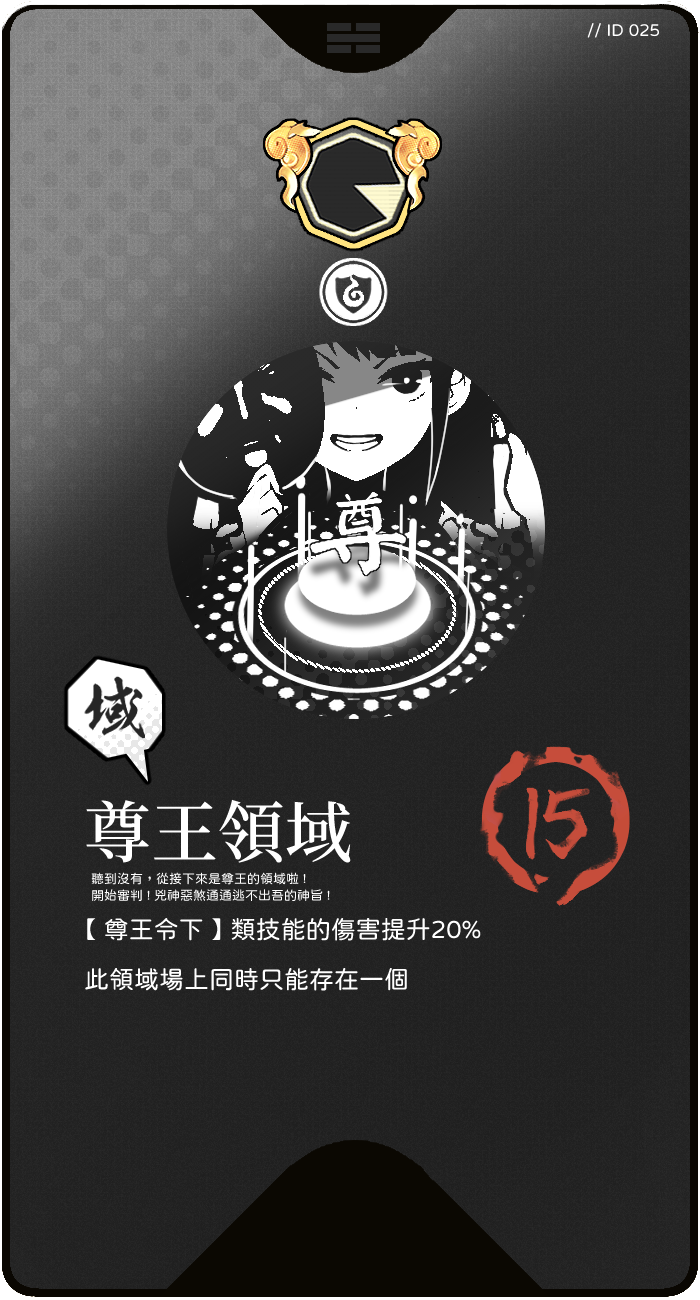 // ID 025
尊
域
尊王領域
15
聽到沒有，從接下來是尊王的領域啦！
開始審判！兇神惡煞通通逃不出吾的神旨！
【 尊王令下 】類技能的傷害提升20%
此領域場上同時只能存在一個